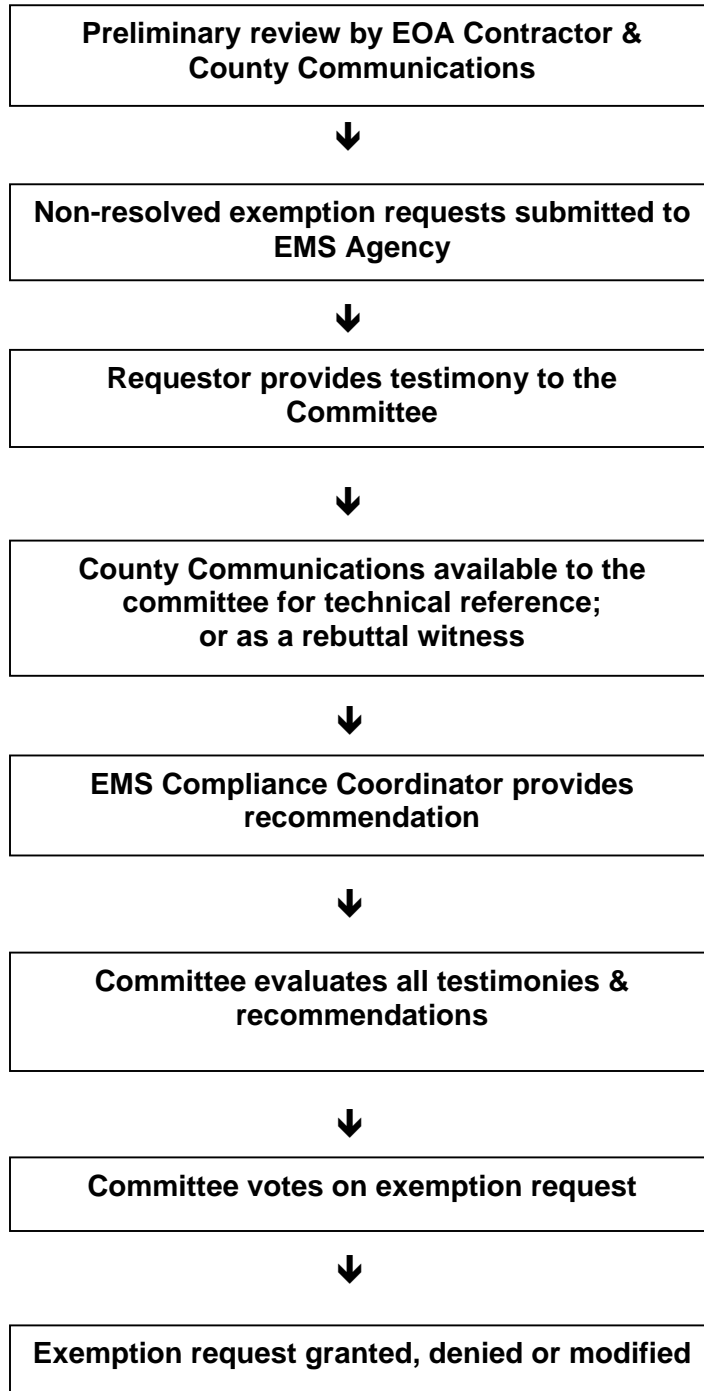 Preliminary review by EOA Contractor &
County Communications
Non-resolved exemption requests submitted to
EMS Agency
Requestor provides testimony to the
Committee
County Communications available to the
committee for technical reference;
or as a rebuttal witness
EMS Compliance Coordinator provides
recommendation
Committee evaluates all testimonies &
recommendations
Committee votes on exemption request
Exemption request granted, denied or modified